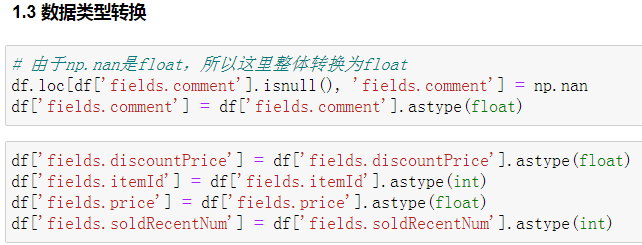 1.3 数据类型转换
# 由于np.nan是float，所以这里整体转换为float
df.loc[df['fields.comment'].isnull(), 'fields.comment'] = np.nan
df['fields.comment'] = df['fields.comment'].astype(float)
df['fields.discountPrice'] = df['fields.discountPrice'].astype(float)
df['fields.itemId'] = df['fields.itemId'].astype(int)
df['fields.price'] = df['fields.price'].astype(float)
df['fields.soldRecentNum'] = df['fields.soldRecentNum'].astype(int)